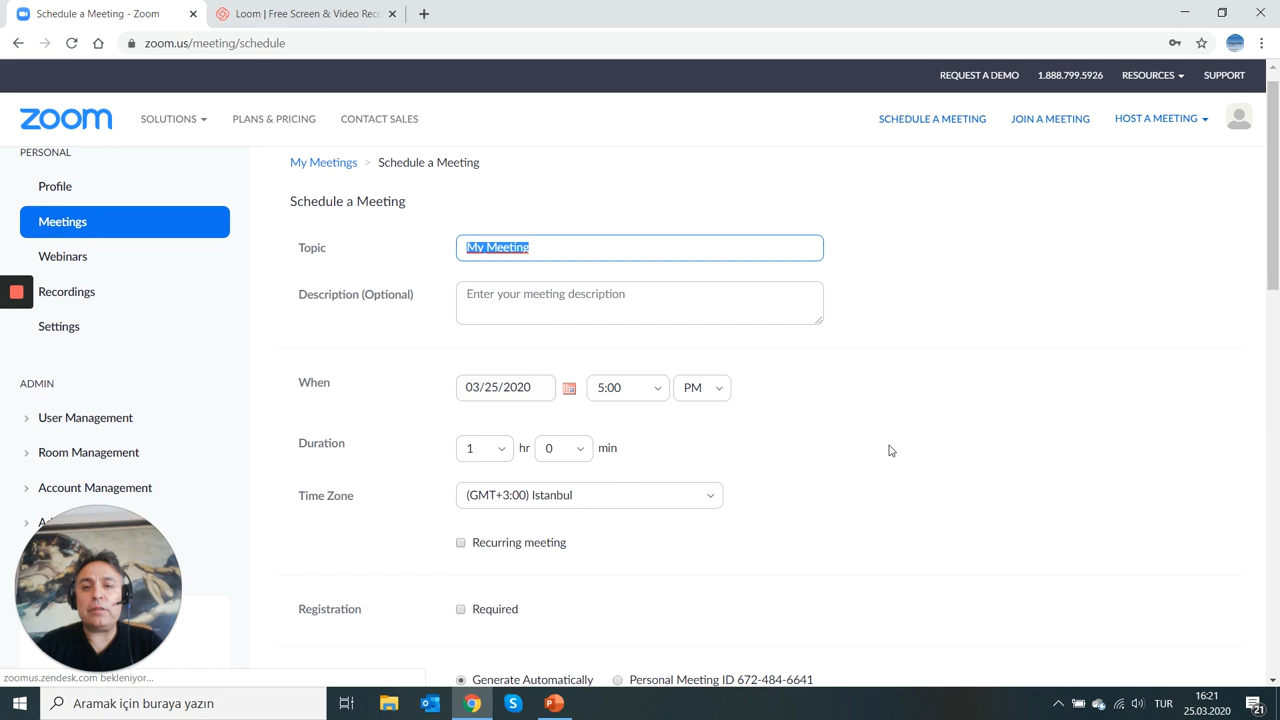 Schedule a Meeting - Zoom
Loom | Free Screen & Video Rec
zoom.us/meeting/schedule
REQUEST A DEMO 1.888.799.5926 RESOURCES SUPPORT
zoom SOLUTIONS PLANS & PRICING CONTACT SALES SCHEDULE A MEETING JOIN A MEETING HOST A MEETING
PERSONAL
Profile
Meetings
Webinars
Recordings
Settings
ADMIN
User Management
Room Management
Account Management
My Meetings > Schedule a Meeting
Schedule a Meeting
Topic My Meeting
Description (Optional) Enter your meeting description
When 03/25/2020 5:00 PM
Duration 1 hr 0 min
Time Zone (GMT+3:00) Istanbul
Recurring meeting
Registration Required
Generate Automatically Personal Meeting ID 672-484-6641
zoomus.zendesk.com bekleniyor...
Aramak için buraya yazın
TUR
16:21
25.03.2020
21